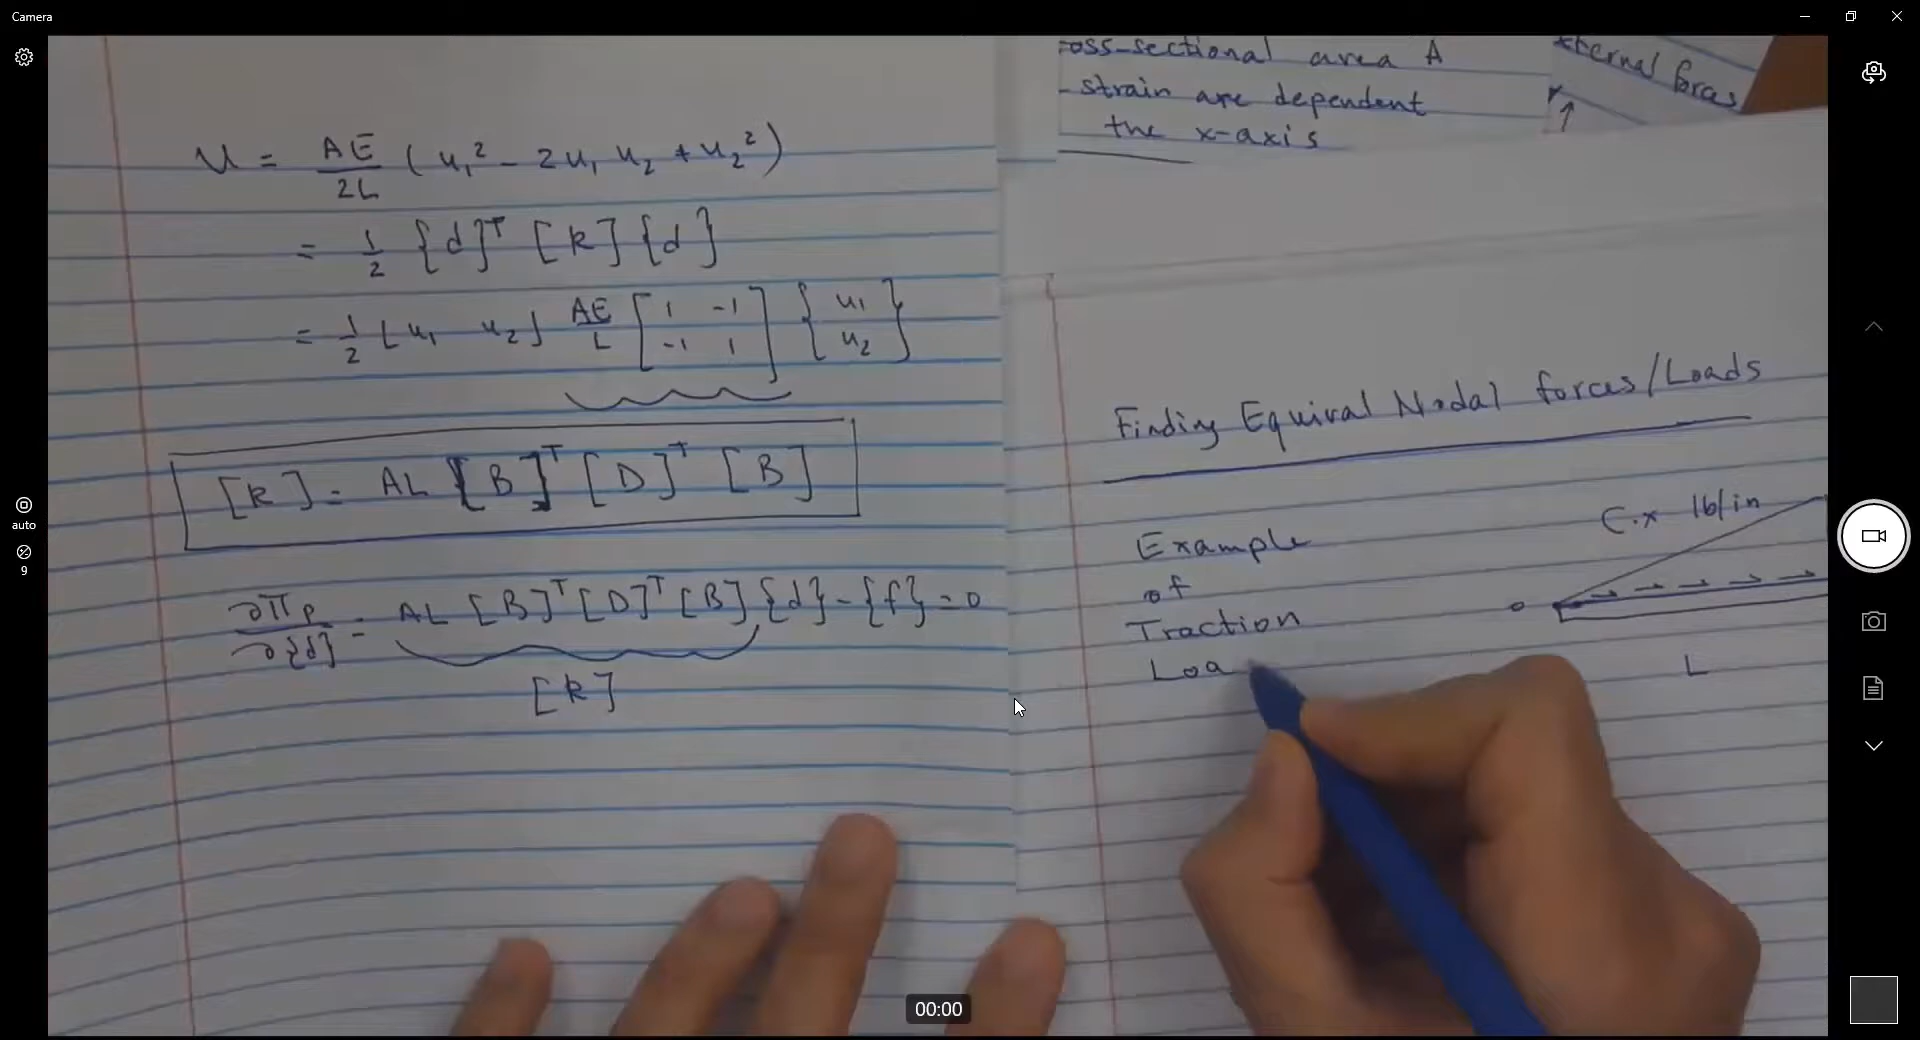 Camera
auto
9
U = AE/2L ( u₁² - 2u₁ u₂ + u₂² )
= 1/2 {d}ᵀ [k] {d}
= 1/2 [u₁ u₂] AE/L [1 -1; -1 1] {u₁; u₂}
[k] = AL [B]ᵀ [D]ᵀ [B]
∂πp/∂{d} = AL [B]ᵀ [D]ᵀ [B] {d} - {f} = 0
[k]
oss-sectional area A
- strain are dependent
the x-axis
ternal forces
Finding Equival Nodal forces/Loads
C.x lb/in
Example
of
Traction
Loa
L
00:00